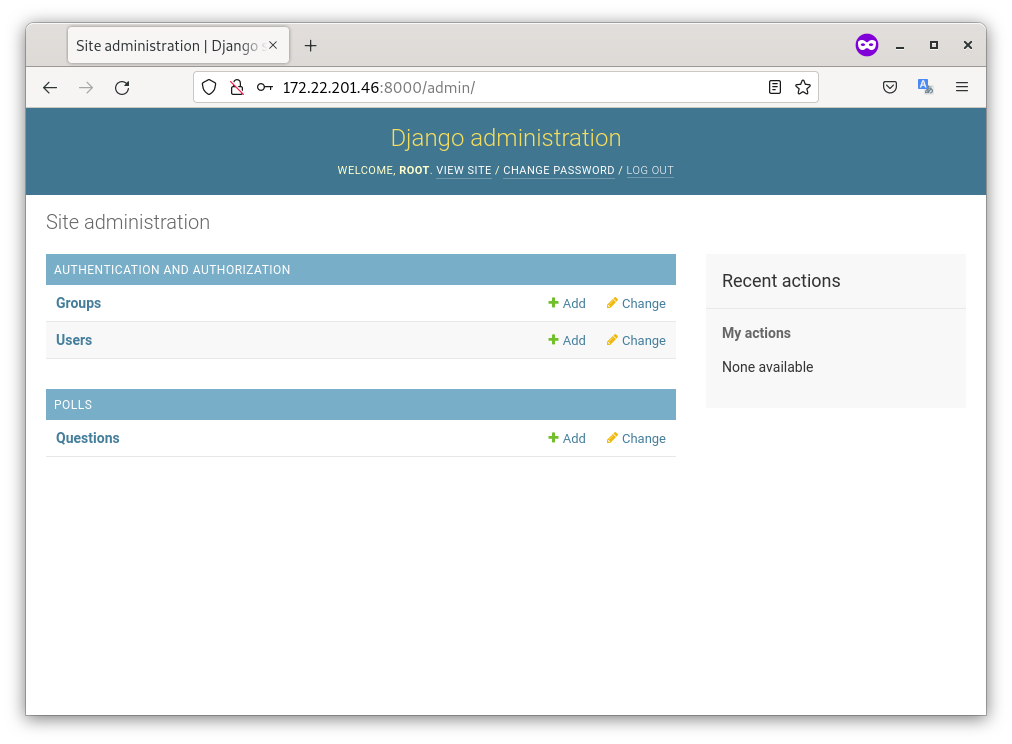 Site administration | Django s
172.22.201.46:8000/admin/
Django administration
WELCOME, ROOT. VIEW SITE / CHANGE PASSWORD / LOG OUT
Site administration
AUTHENTICATION AND AUTHORIZATION
Groups Add Change
Users Add Change
POLLS
Questions Add Change
Recent actions
My actions
None available